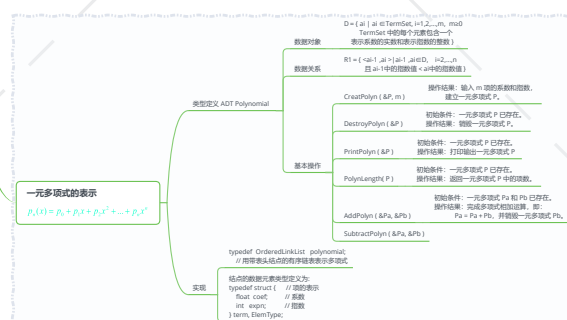 D = { ai | ai ∈TermSet, i=1,2,...,m, m≥0
TermSet 中的每个元素包含一个
表示系数的实数和表示指数的整数 }
数据对象
R1 = { <ai-1 ,ai >|ai-1 ,ai∈D, i=2,...,n
且 ai-1中的指数值 < ai中的指数值 }
数据关系
类型定义 ADT Polynomial
操作结果：输入 m 项的系数和指数，
建立一元多项式 P。
CreatPolyn ( &P, m )
初始条件：一元多项式 P 已存在。
操作结果：销毁一元多项式 P。
DestroyPolyn ( &P )
初始条件：一元多项式 P 已存在。
操作结果：打印输出一元多项式 P
PrintPolyn ( &P )
基本操作
初始条件：一元多项式 P 已存在。
操作结果：返回一元多项式 P 中的项数。
PolynLength( P )
初始条件：一元多项式 Pa 和 Pb 已存在。
操作结果：完成多项式相加运算，即：
Pa = Pa＋Pb，并销毁一元多项式 Pb。
AddPolyn ( &Pa, &Pb )
SubtractPolyn ( &Pa, &Pb )
一元多项式的表示
pₙ(x) = p₀ + p₁x + p₂x² + ... + pₙxⁿ
typedef OrderedLinkList polynomial;
// 用带表头结点的有序链表表示多项式
实现
结点的数据元素类型定义为:
typedef struct { // 项的表示
float coef; // 系数
int expn; // 指数
} term, ElemType;